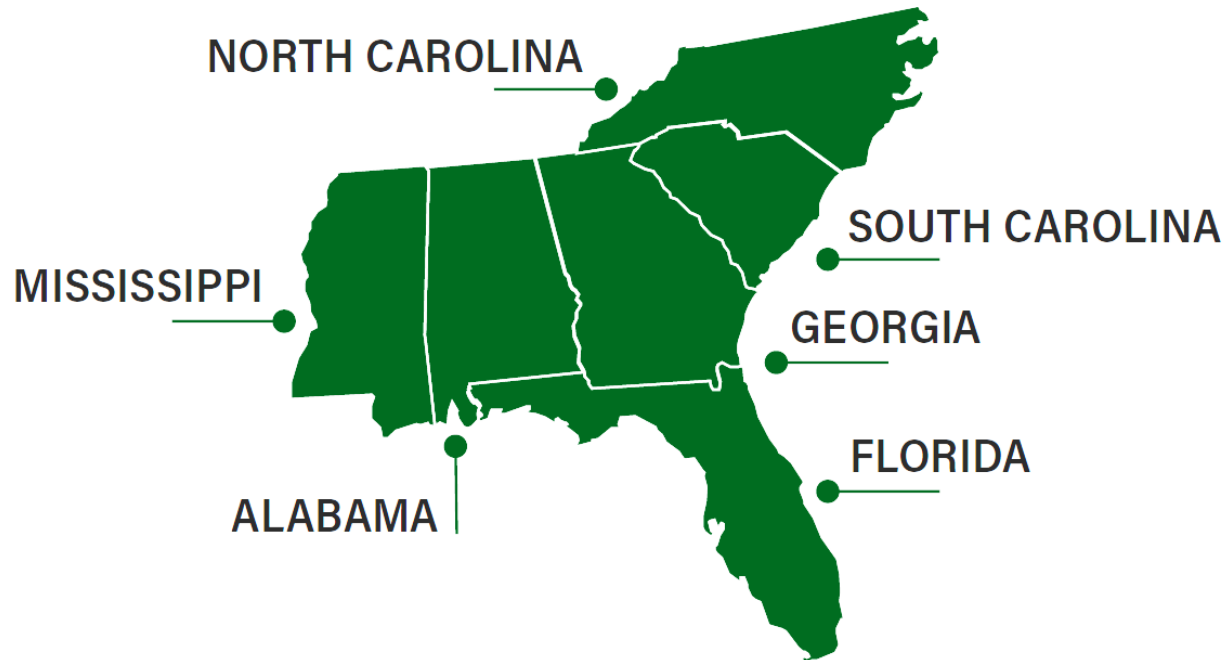 NORTH CAROLINA
SOUTH CAROLINA
MISSISSIPPI
GEORGIA
FLORIDA
ALABAMA